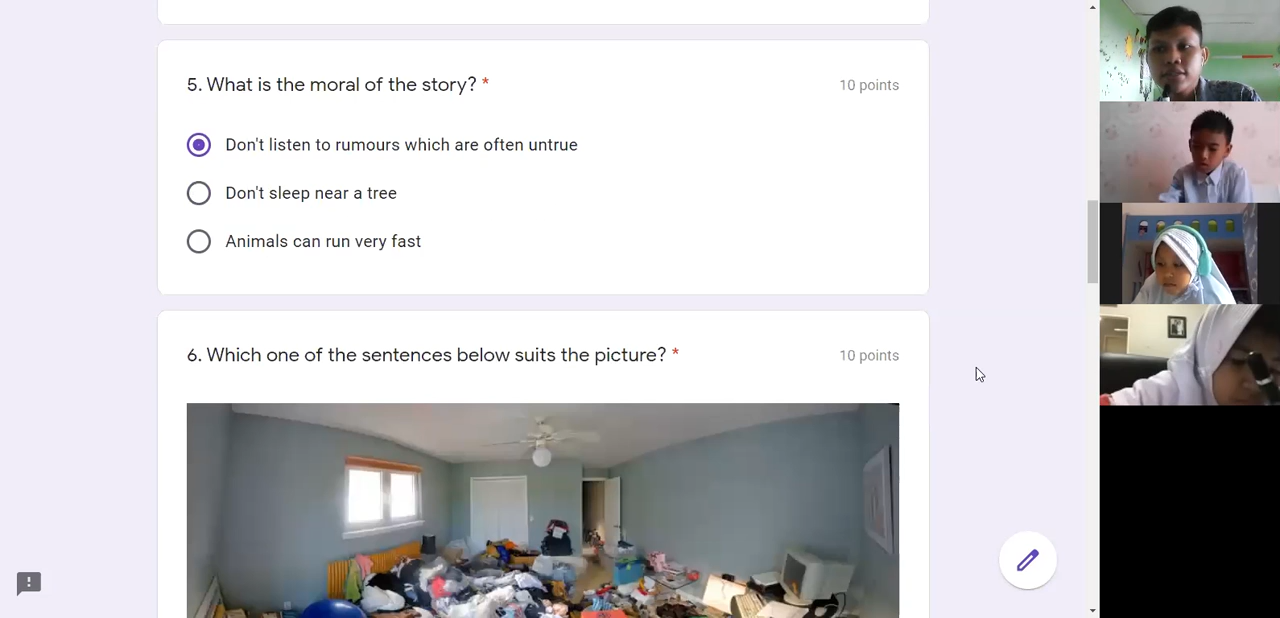 5. What is the moral of the story? *
10 points
Don't listen to rumours which are often untrue
Don't sleep near a tree
Animals can run very fast
6. Which one of the sentences below suits the picture? *
10 points